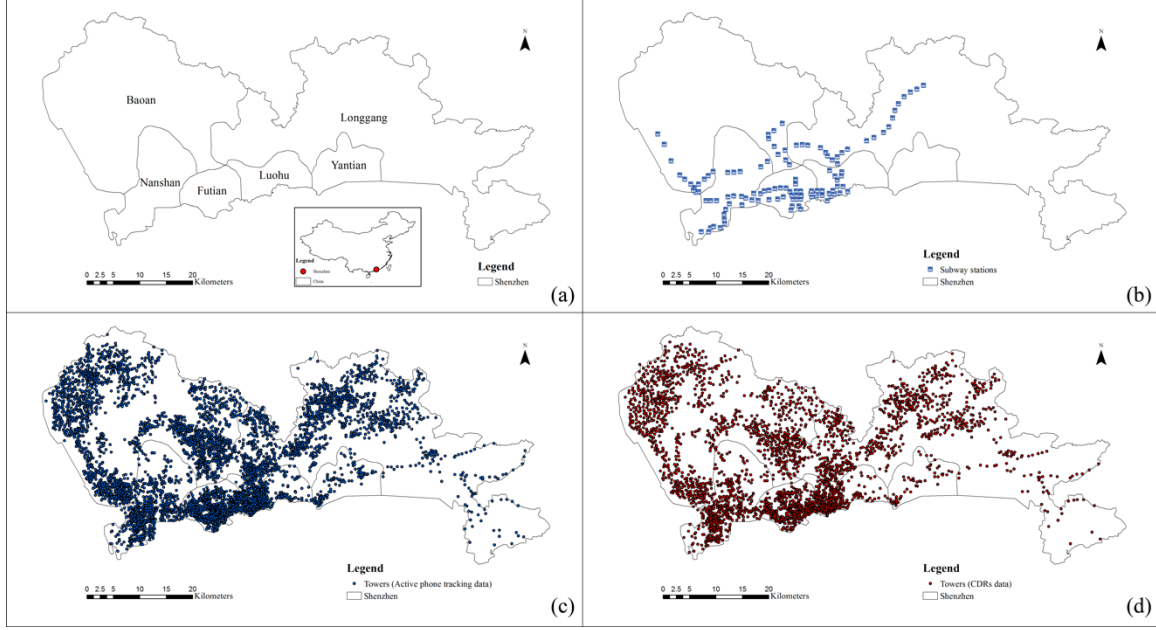 N
Baoan
Longgang
Yantian
Luohu
Nanshan
Futian
Legend
Shenzhen
China
Legend
Shenzhen
0 2.5 5 10 15 20
Kilometers
(a)
N
Legend
Subway stations
Shenzhen
0 2.5 5 10 15 20
Kilometers
(b)
N
Legend
Towers (Active phone tracking data)
Shenzhen
0 2.5 5 10 15 20
Kilometers
(c)
N
Legend
Towers (CDRs data)
Shenzhen
0 2.5 5 10 15 20
Kilometers
(d)